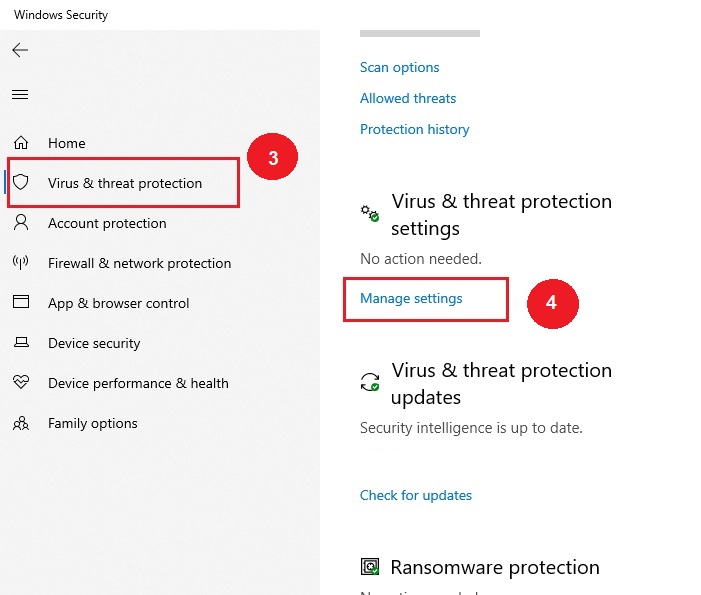 Windows Security
Home
Virus & threat protection
Account protection
Firewall & network protection
App & browser control
Device security
Device performance & health
Family options
3
Scan options
Allowed threats
Protection history
Virus & threat protection
settings
No action needed.
Manage settings
4
Virus & threat protection
updates
Security intelligence is up to date.
Check for updates
Ransomware protection